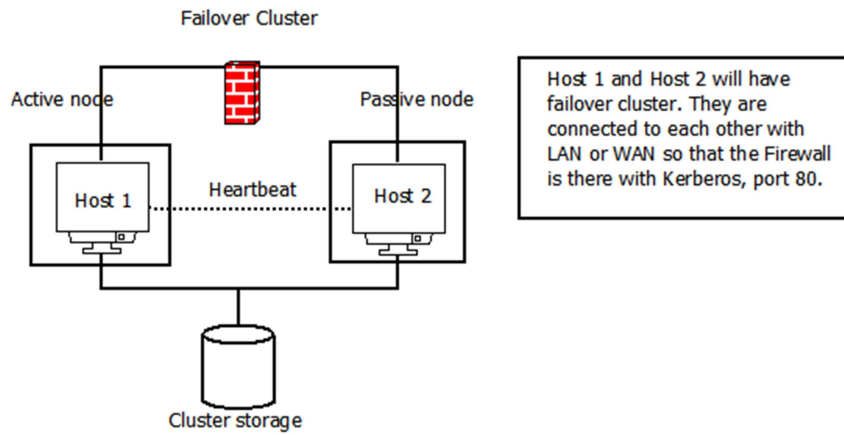 Failover Cluster
Active node
Passive node
Host 1
Heartbeat
Host 2
Cluster storage
Host 1 and Host 2 will have
failover cluster. They are
connected to each other with
LAN or WAN so that the Firewall
is there with Kerberos, port 80.